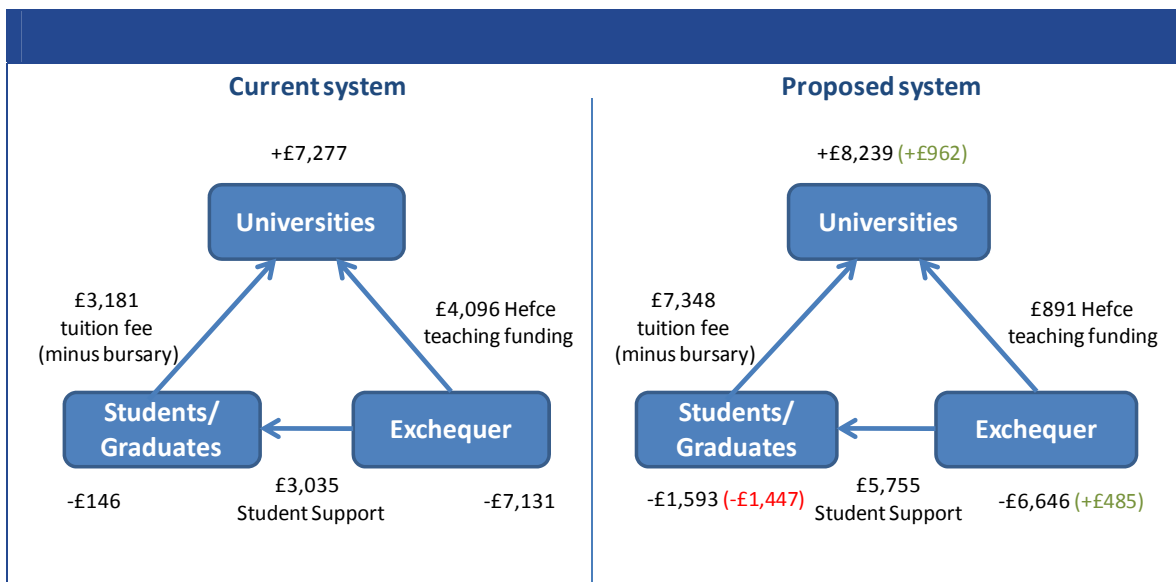 Current system
+£7,277
Universities
£3,181
tuition fee
(minus bursary)
£4,096 Hefce
teaching funding
Students/
Graduates
Exchequer
-£146
£3,035
Student Support
-£7,131
Proposed system
+£8,239 (+£962)
Universities
£7,348
tuition fee
(minus bursary)
£891 Hefce
teaching funding
Students/
Graduates
Exchequer
-£1,593 (-£1,447)
£5,755
Student Support
-£6,646 (+£485)